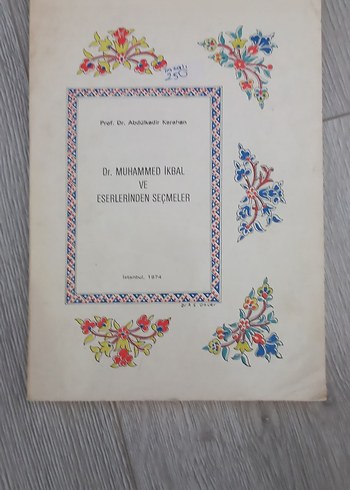 Prof. Dr. Abdülkadir Karahan
Dr. MUHAMMED İKBAL
VE
ESERLERİNDEN SEÇMELER
İstanbul, 1974